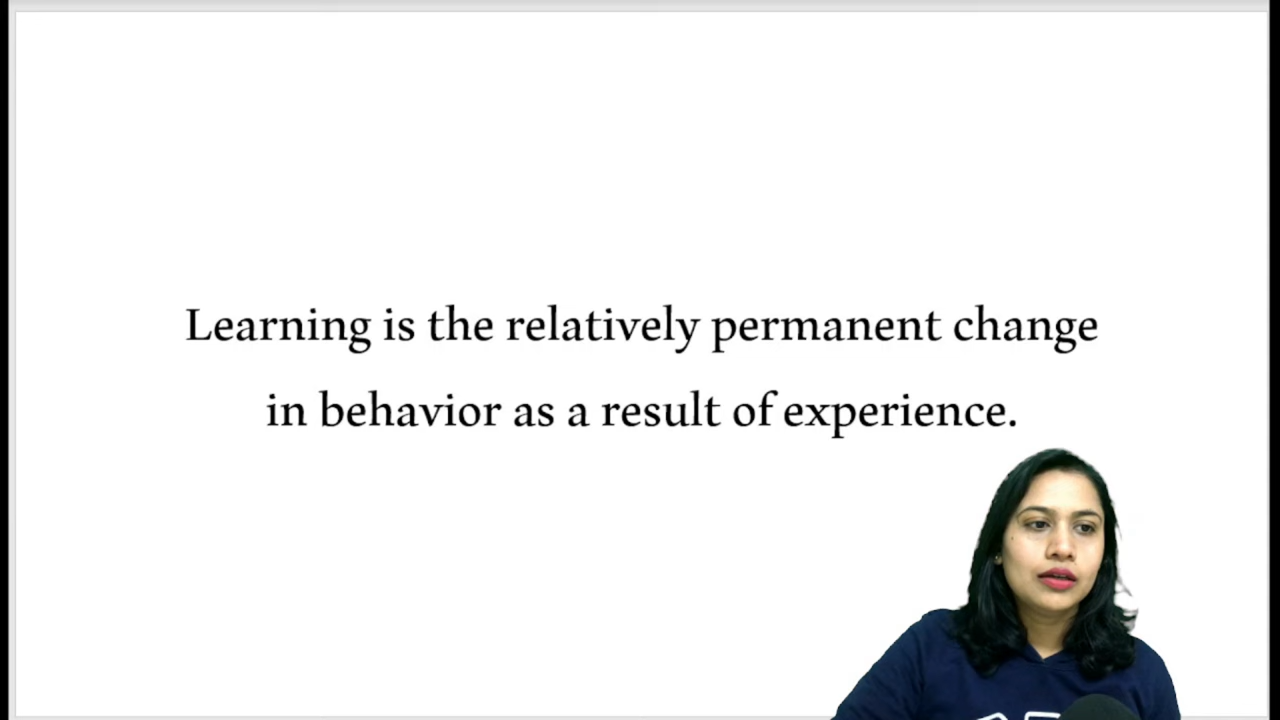 Learning is the relatively permanent change
in behavior as a result of experience.